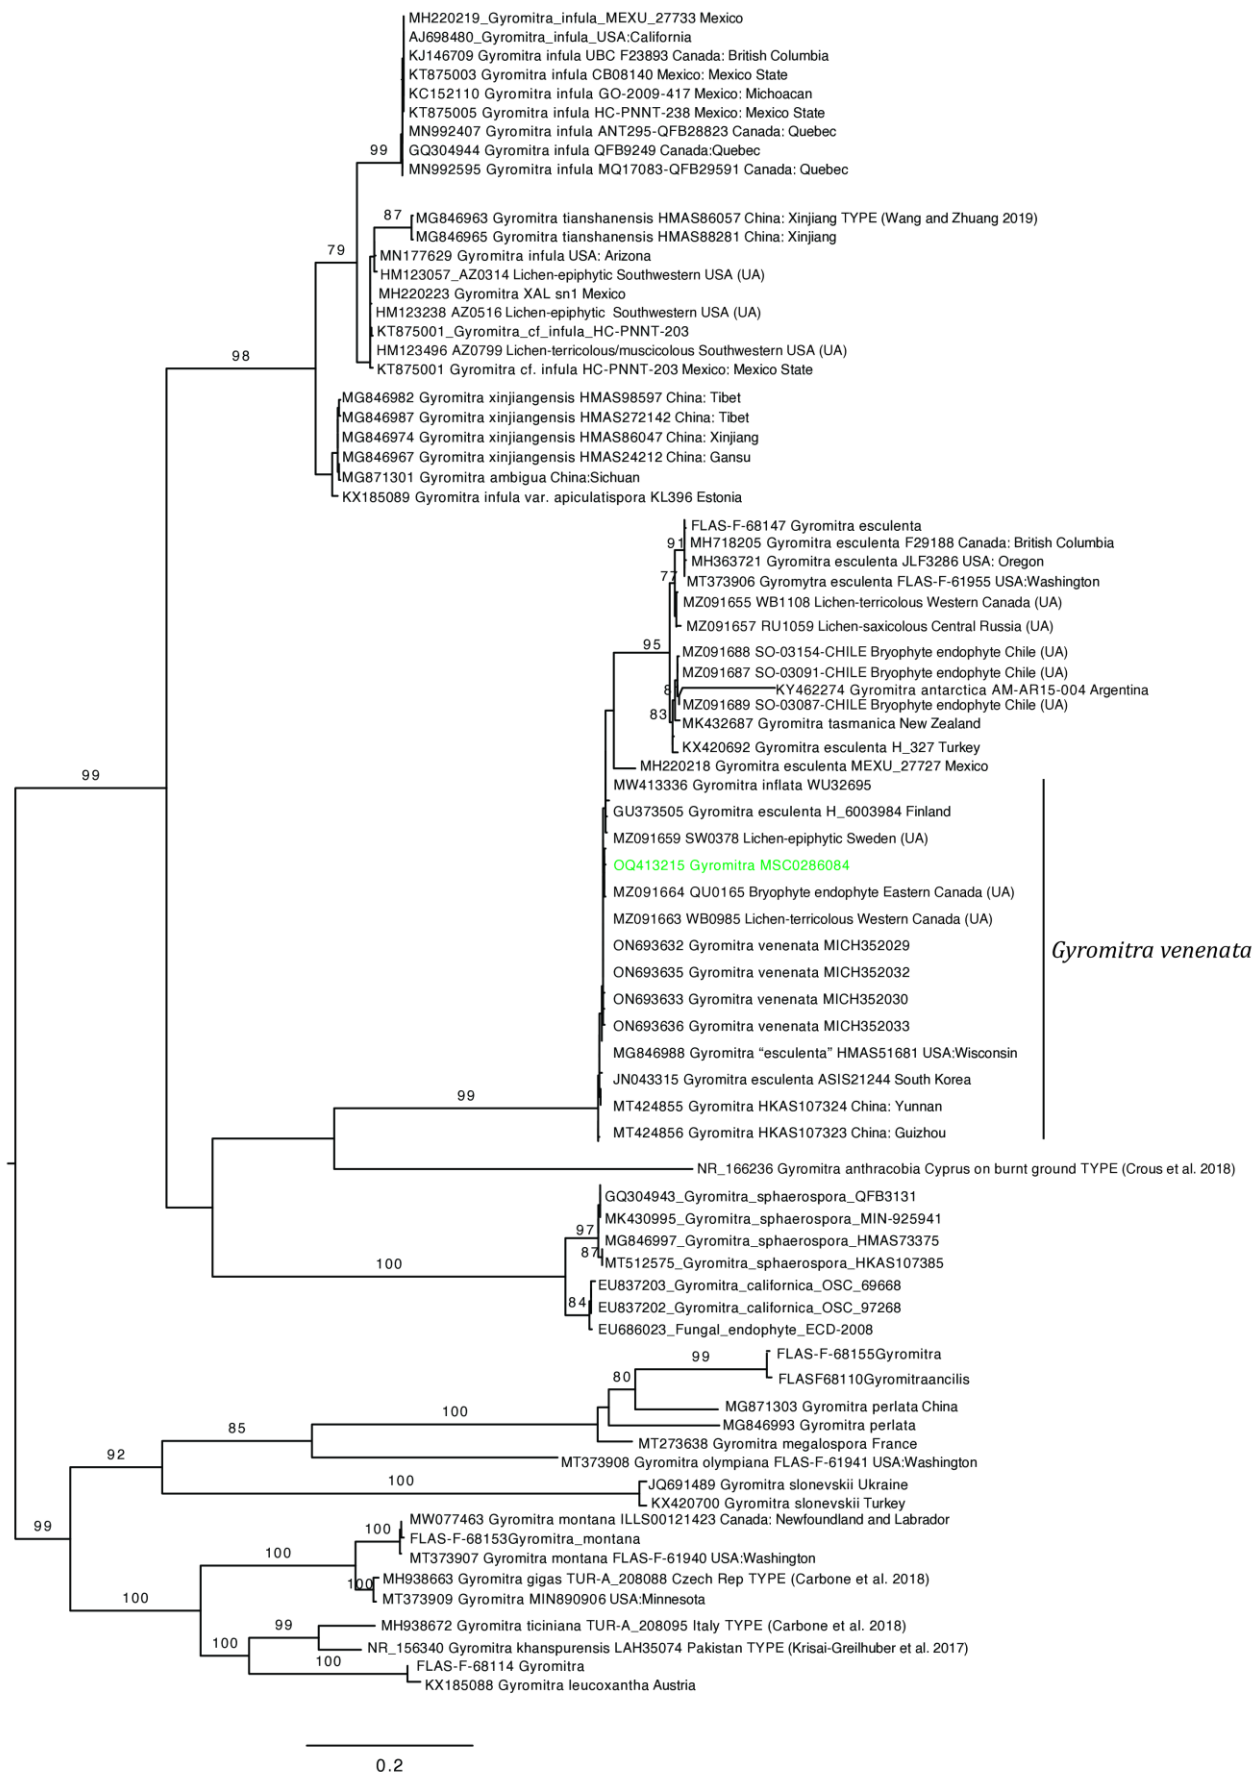 MH220219_Gyromitra_infula_MEXU_27733 Mexico
AJ698480_Gyromitra_infula_USA:California
KJ146709 Gyromitra infula UBC F23893 Canada: British Columbia
KT875003 Gyromitra infula CB08140 Mexico: Mexico State
KC152110 Gyromitra infula GO-2009-417 Mexico: Michoacan
KT875005 Gyromitra infula HC-PNNT-238 Mexico: Mexico State
MN992407 Gyromitra infula ANT295-QFB28823 Canada: Quebec
99
GQ304944 Gyromitra infula QFB9249 Canada:Quebec
MN992595 Gyromitra infula MQ17083-QFB29591 Canada: Quebec
87
MG846963 Gyromitra tianshanensis HMAS86057 China: Xinjiang TYPE (Wang and Zhuang 2019)
MG846965 Gyromitra tianshanensis HMAS88281 China: Xinjiang
79
MN177629 Gyromitra infula USA: Arizona
HM123057_AZ0314 Lichen-epiphytic Southwestern USA (UA)
MH220223 Gyromitra XAL sn1 Mexico
HM123238 AZ0516 Lichen-epiphytic Southwestern USA (UA)
KT875001_Gyromitra_cf_infula_HC-PNNT-203
HM123496 AZ0799 Lichen-terricolous/muscicolous Southwestern USA (UA)
98
KT875001 Gyromitra cf. infula HC-PNNT-203 Mexico: Mexico State
MG846982 Gyromitra xinjiangensis HMAS98597 China: Tibet
MG846987 Gyromitra xinjiangensis HMAS272142 China: Tibet
MG846974 Gyromitra xinjiangensis HMAS86047 China: Xinjiang
MG846967 Gyromitra xinjiangensis HMAS24212 China: Gansu
MG871301 Gyromitra ambigua China:Sichuan
KX185089 Gyromitra infula var. apiculatispora KL396 Estonia
FLAS-F-68147 Gyromitra esculenta
91
MH718205 Gyromitra esculenta F29188 Canada: British Columbia
MH363721 Gyromitra esculenta JLF3286 USA: Oregon
77
MT373906 Gyromytra esculenta FLAS-F-61955 USA:Washington
MZ091655 WB1108 Lichen-terricolous Western Canada (UA)
MZ091657 RU1059 Lichen-saxicolous Central Russia (UA)
95
MZ091688 SO-03154-CHILE Bryophyte endophyte Chile (UA)
MZ091687 SO-03091-CHILE Bryophyte endophyte Chile (UA)
8
KY462274 Gyromitra antarctica AM-AR15-004 Argentina
MZ091689 SO-03087-CHILE Bryophyte endophyte Chile (UA)
83
MK432687 Gyromitra tasmanica New Zealand
KX420692 Gyromitra esculenta H_327 Turkey
MH220218 Gyromitra esculenta MEXU_27727 Mexico
99
MW413336 Gyromitra inflata WU32695
GU373505 Gyromitra esculenta H_6003984 Finland
MZ091659 SW0378 Lichen-epiphytic Sweden (UA)
OQ413215 Gyromitra MSC0286084
MZ091664 QU0165 Bryophyte endophyte Eastern Canada (UA)
MZ091663 WB0985 Lichen-terricolous Western Canada (UA)
ON693632 Gyromitra venenata MICH352029
Gyromitra venenata
ON693635 Gyromitra venenata MICH352032
ON693633 Gyromitra venenata MICH352030
ON693636 Gyromitra venenata MICH352033
MG846988 Gyromitra “esculenta” HMAS51681 USA:Wisconsin
JN043315 Gyromitra esculenta ASIS21244 South Korea
99
MT424855 Gyromitra HKAS107324 China: Yunnan
MT424856 Gyromitra HKAS107323 China: Guizhou
NR_166236 Gyromitra anthracobia Cyprus on burnt ground TYPE (Crous et al. 2018)
GQ304943_Gyromitra_sphaerospora_QFB3131
MK430995_Gyromitra_sphaerospora_MIN-925941
97
MG846997_Gyromitra_sphaerospora_HMAS73375
87
MT512575_Gyromitra_sphaerospora_HKAS107385
100
EU837203_Gyromitra_californica_OSC_69668
84
EU837202_Gyromitra_californica_OSC_97268
EU686023_Fungal_endophyte_ECD-2008
99
FLAS-F-68155Gyromitra
80
FLASF68110Gyromitraancilis
MG871303 Gyromitra perlata China
100
MG846993 Gyromitra perlata
85
MT273638 Gyromitra megalospora France
92
MT373908 Gyromitra olympiana FLAS-F-61941 USA:Washington
100
JQ691489 Gyromitra slonevskii Ukraine
KX420700 Gyromitra slonevskii Turkey
99
MW077463 Gyromitra montana ILLS00121423 Canada: Newfoundland and Labrador
100
FLAS-F-68153Gyromitra_montana
100
MT373907 Gyromitra montana FLAS-F-61940 USA:Washington
100
MH938663 Gyromitra gigas TUR-A_208088 Czech Rep TYPE (Carbone et al. 2018)
100
MT373909 Gyromitra MIN890906 USA:Minnesota
99
MH938672 Gyromitra ticiniana TUR-A_208095 Italy TYPE (Carbone et al. 2018)
100
NR_156340 Gyromitra khanspurensis LAH35074 Pakistan TYPE (Krisai-Greilhuber et al. 2017)
100
FLAS-F-68114 Gyromitra
KX185088 Gyromitra leucoxantha Austria
0.2